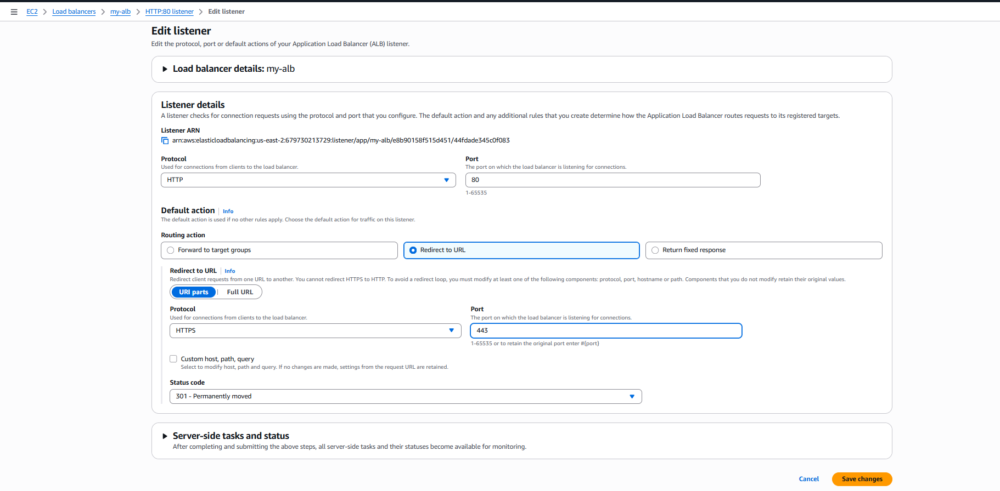 EC2 > Load balancers > my-alb > HTTP:80 listener > Edit listener
Edit listener
Edit the protocol, port or default actions of your Application Load Balancer (ALB) listener.
Load balancer details: my-alb
Listener details
A listener checks for connection requests using the protocol and port that you configure. The default action and any additional rules that you create determine how the Application Load Balancer routes requests to its registered targets.
Listener ARN
arn:aws:elasticloadbalancing:us-east-2:679730213729:listener/app/my-alb/e8b90158f515d451/44fdade345c0f083
Protocol Port
Used for connections from clients to the load balancer. The port on which the load balancer is listening for connections.
HTTP 80
1-65535
Default action | Info
The default action is used if no other rules apply. Choose the default action for traffic on this listener.
Routing action
Forward to target groups Redirect to URL Return fixed response
Redirect to URL | Info
Redirect client requests from one URL to another. You cannot redirect HTTPS to HTTP. To avoid a redirect loop, you must modify at least one of the following components: protocol, port, hostname or path. Components that you do not modify retain their original values.
URI parts | Full URL
Protocol Port
Used for connections from clients to the load balancer. The port on which the load balancer is listening for connections.
HTTPS 443
1-65535 or to retain the original port enter #{port}
Custom host, path, query
Select to modify host, path and query. If no changes are made, settings from the request URL are retained.
Status code
301 - Permanently moved
Server-side tasks and status
After completing and submitting the above steps, all server-side tasks and their statuses become available for monitoring.
Cancel Save changes